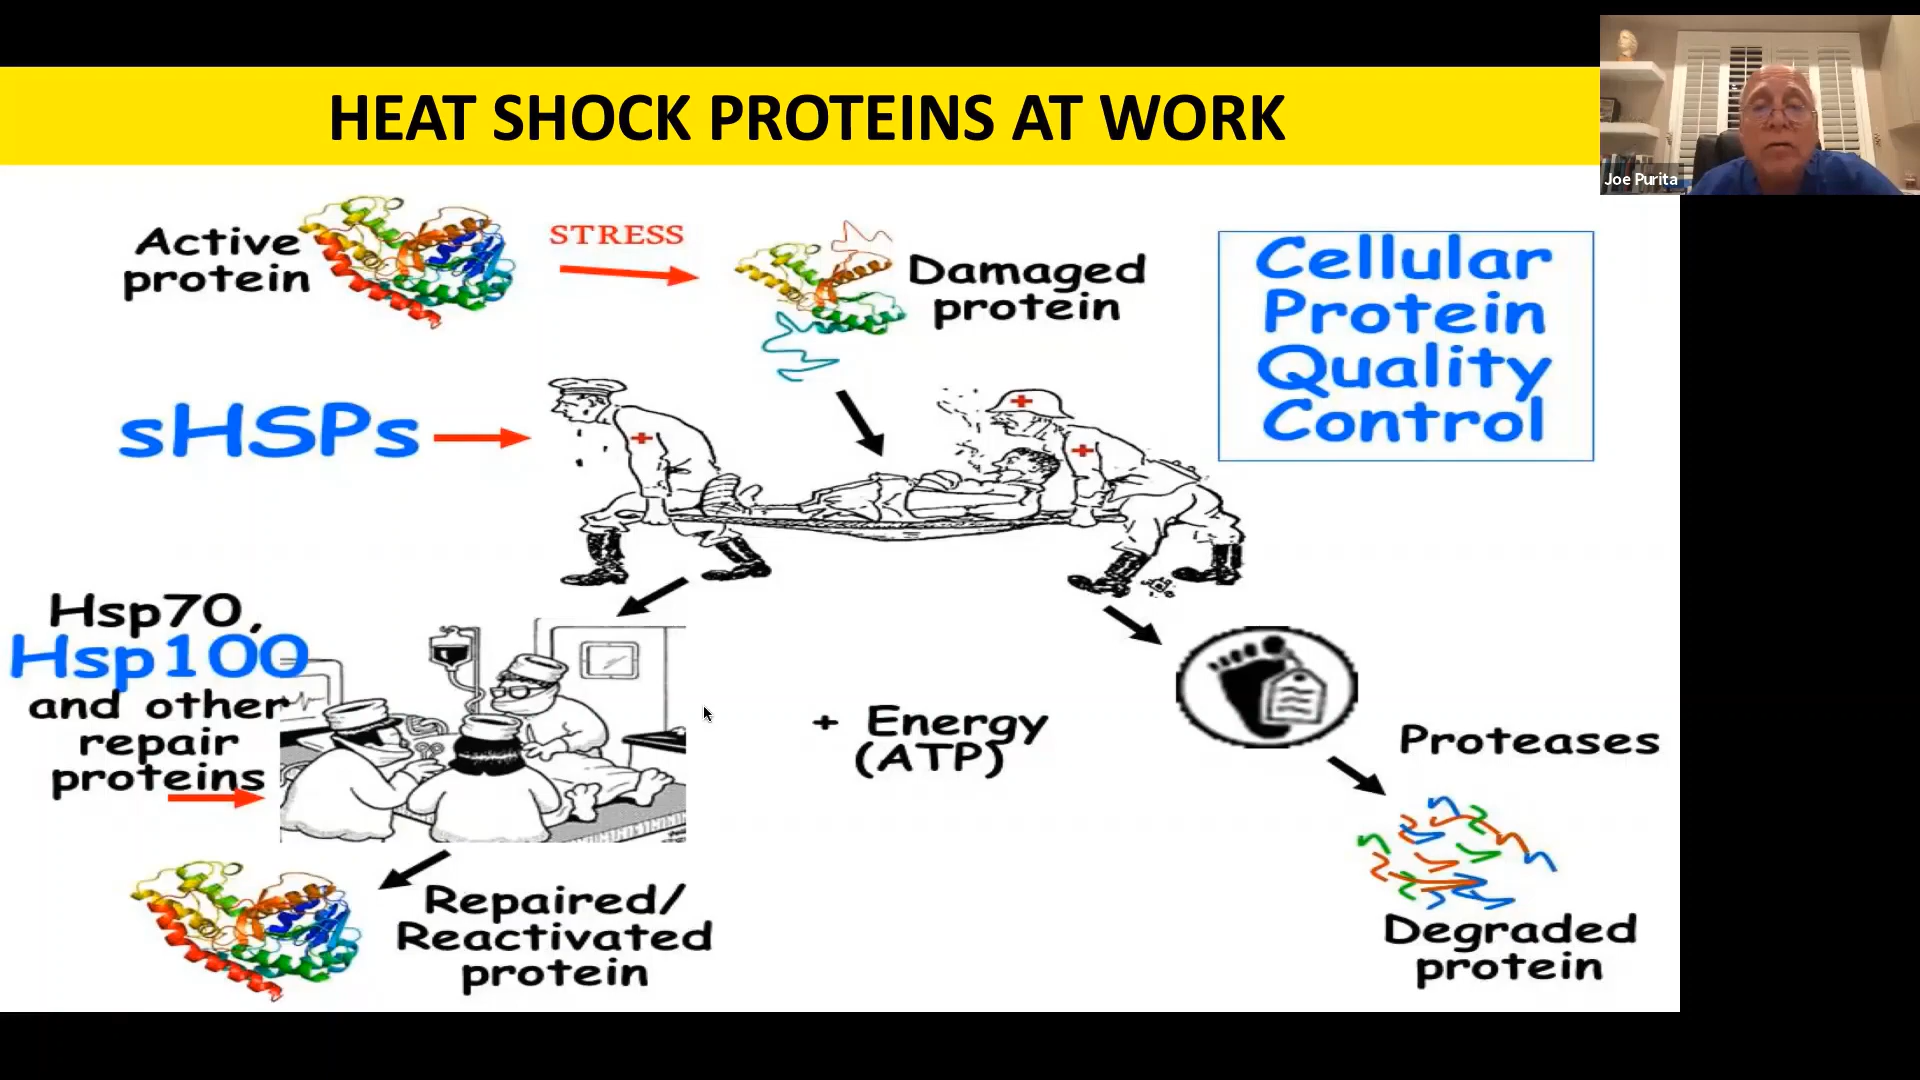 HEAT SHOCK PROTEINS AT WORK
Joe Purita
Active
protein
STRESS
Damaged
protein
Cellular
Protein
Quality
Control
sHSPs
Hsp70,
Hsp100
and other
repair
proteins
+ Energy
(ATP)
Proteases
Repaired/
Reactivated
protein
Degraded
protein